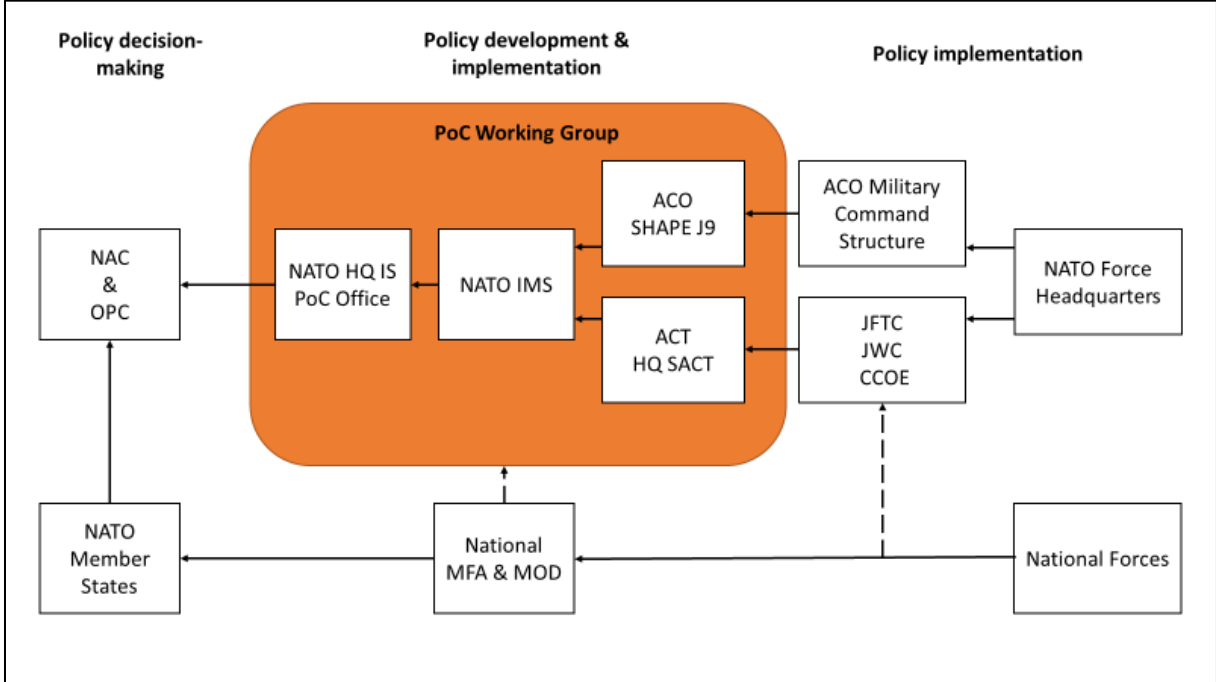 Policy decision-
making
Policy development &
implementation
Policy implementation
PoC Working Group
ACO
SHAPE J9
ACO Military
Command
Structure
NAC
&
OPC
NATO HQ IS
PoC Office
NATO IMS
NATO Force
Headquarters
ACT
HQ SACT
JFTC
JWC
CCOE
NATO
Member
States
National
MFA & MOD
National Forces